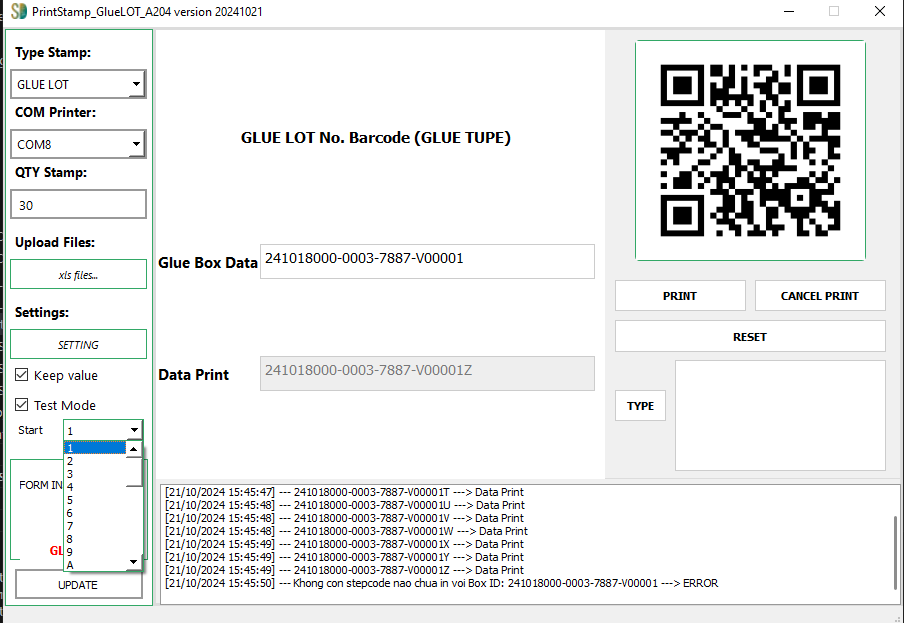 PrintStamp_GlueLOT_A204 version 20241021
Type Stamp:
GLUE LOT
COM Printer:
COM8
QTY Stamp:
30
Upload Files:
xls files...
Settings:
SETTING
Keep value
Test Mode
Start
1
1
2
3
4
5
6
7
8
9
A
FORM IN
GL
UPDATE
GLUE LOT No. Barcode (GLUE TUPE)
Glue Box Data
241018000-0003-7887-V00001
Data Print
241018000-0003-7887-V00001Z
PRINT
CANCEL PRINT
RESET
TYPE
[21/10/2024 15:45:47] --- 241018000-0003-7887-V00001T ---> Data Print
[21/10/2024 15:45:48] --- 241018000-0003-7887-V00001U ---> Data Print
[21/10/2024 15:45:48] --- 241018000-0003-7887-V00001V ---> Data Print
[21/10/2024 15:45:48] --- 241018000-0003-7887-V00001W ---> Data Print
[21/10/2024 15:45:49] --- 241018000-0003-7887-V00001X ---> Data Print
[21/10/2024 15:45:49] --- 241018000-0003-7887-V00001Y ---> Data Print
[21/10/2024 15:45:49] --- 241018000-0003-7887-V00001Z ---> Data Print
[21/10/2024 15:45:50] --- Khong con stepcode nao chua in voi Box ID: 241018000-0003-7887-V00001 ---> ERROR